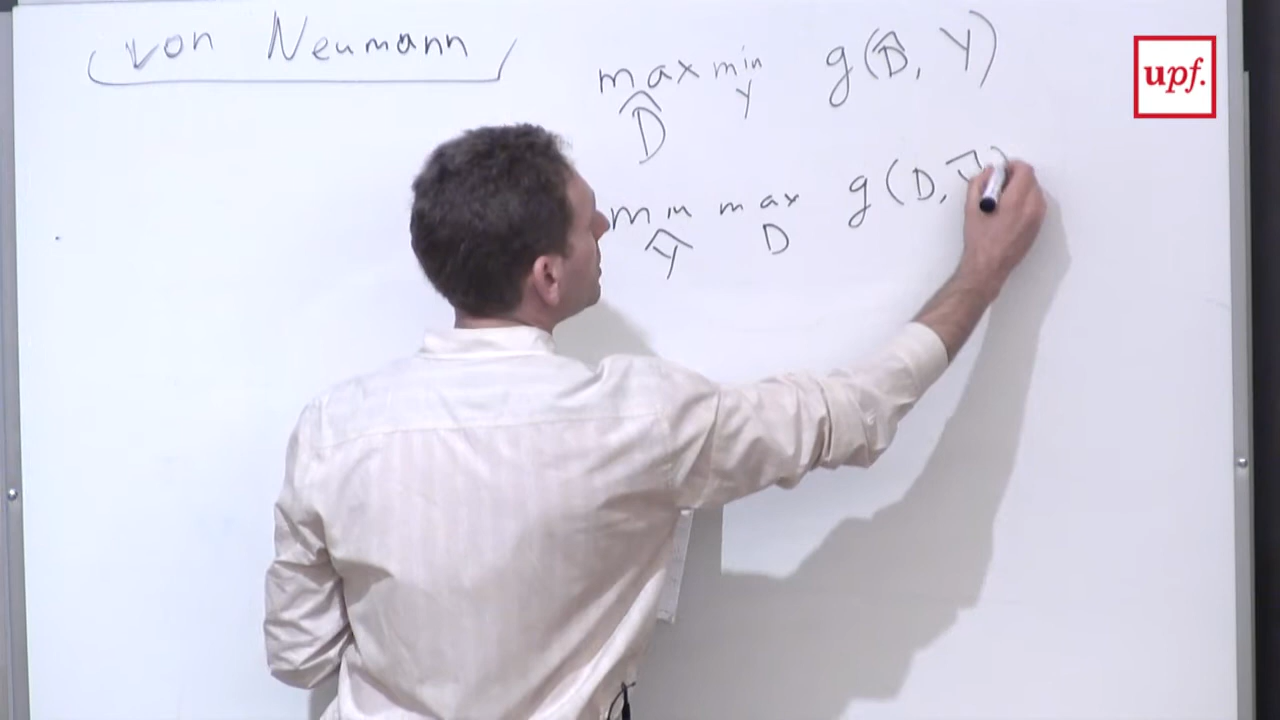 von Neumann
max min g(D̂, Y)
D̂ Y
min max g(D,
Ŷ D
upf.